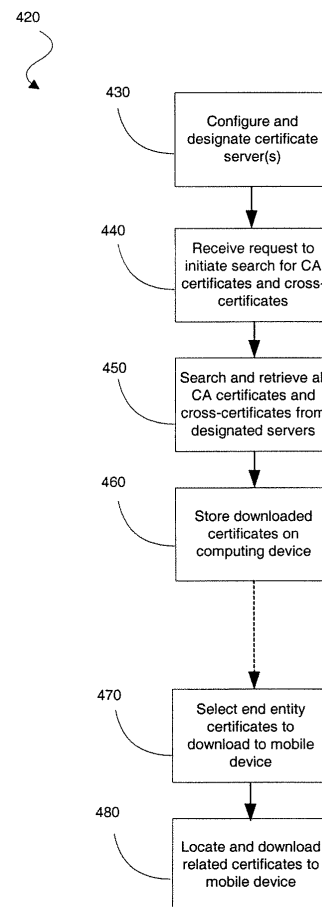 420
430
Configure and
designate certificate
server(s)
440
Receive request to
initiate search for CA
certificates and cross-
certificates
450
Search and retrieve al
CA certificates and
cross-certificates from
designated servers
460
Store downloaded
certificates on
computing device
470
Select end entity
certificates to
download to mobile
device
480
Locate and download
related certificates to
mobile device